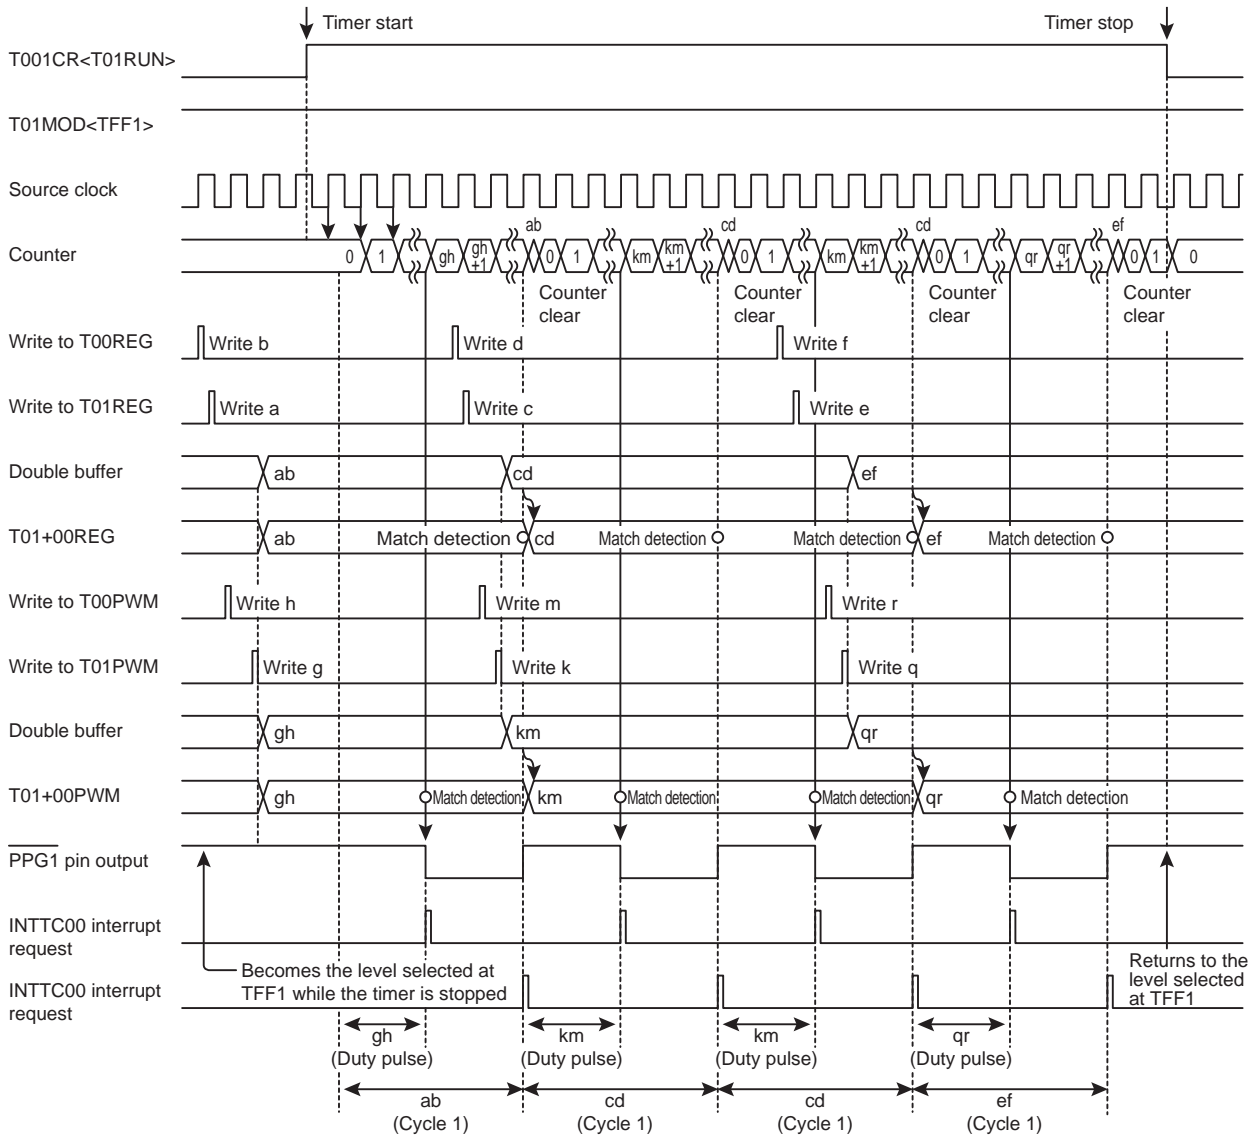 Timer start
Timer stop
T001CR<T01RUN>
T01MOD<TFF1>
Source clock
ab cd cd ef
Counter 0 1 gh gh+1 0 1 km km+1 0 1 km km+1 0 1 qr qr+1 0 1 0
Counter clear Counter clear Counter clear Counter clear
Write to T00REG Write b Write d Write f
Write to T01REG Write a Write c Write e
Double buffer ab cd ef
T01+00REG ab Match detection cd Match detection Match detection ef Match detection
Write to T00PWM Write h Write m Write r
Write to T01PWM Write g Write k Write q
Double buffer gh km qr
T01+00PWM gh Match detection km Match detection Match detection qr Match detection
PPG1 pin output
INTTC00 interrupt
request
Becomes the level selected at
TFF1 while the timer is stopped
Returns to the
level selected
at TFF1
INTTC00 interrupt
request
gh km km qr
(Duty pulse) (Duty pulse) (Duty pulse) (Duty pulse)
ab cd cd ef
(Cycle 1) (Cycle 1) (Cycle 1) (Cycle 1)